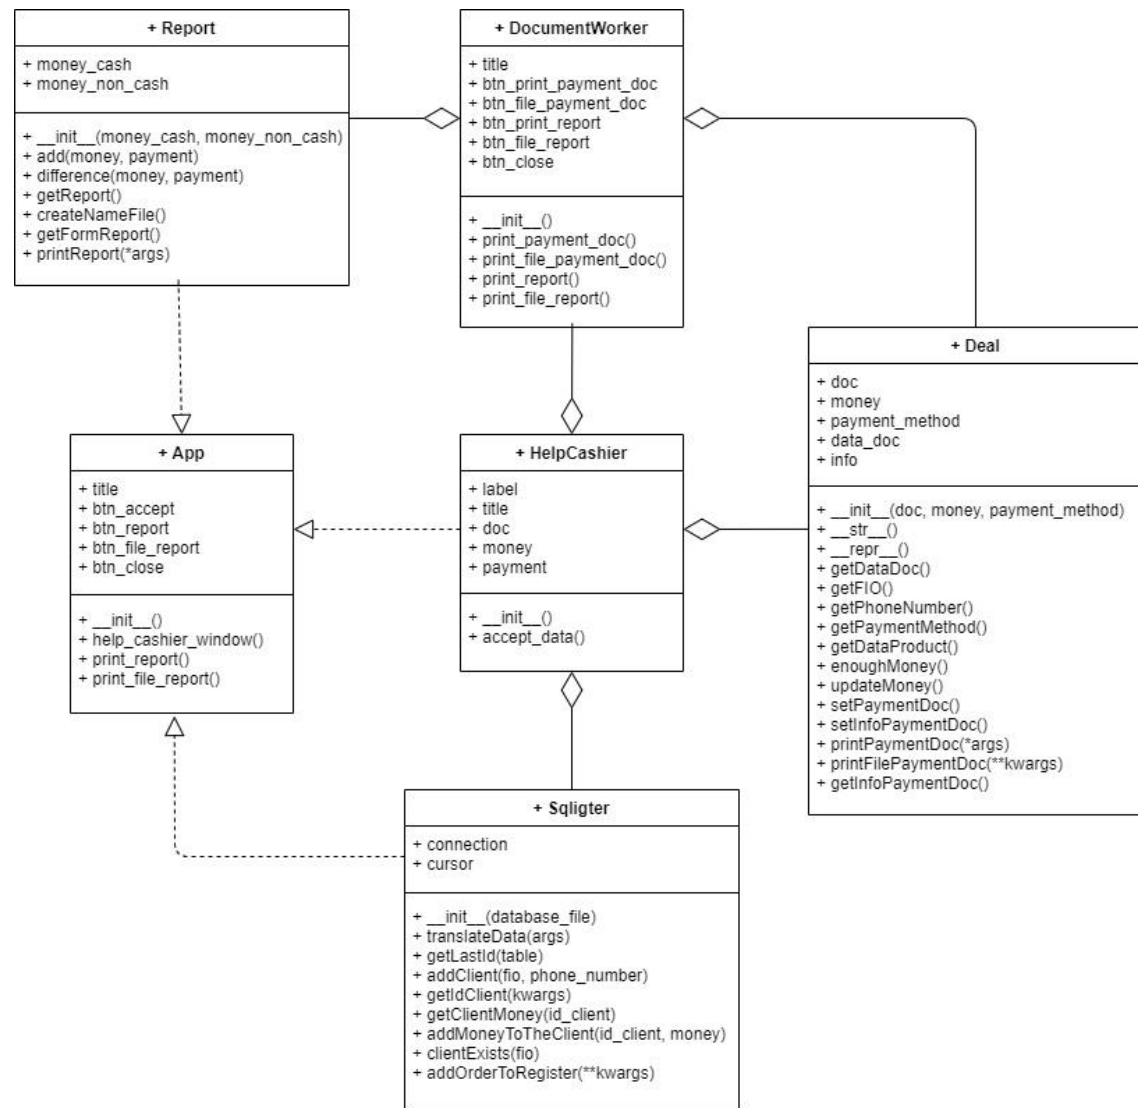 + Report
+ money_cash
+ money_non_cash
+ __init__(money_cash, money_non_cash)
+ add(money, payment)
+ difference(money, payment)
+ getReport()
+ createNameFile()
+ getFormReport()
+ printReport(*args)
+ DocumentWorker
+ title
+ btn_print_payment_doc
+ btn_file_payment_doc
+ btn_print_report
+ btn_file_report
+ btn_close
+ __init__()
+ print_payment_doc()
+ print_file_payment_doc()
+ print_report()
+ print_file_report()
+ Deal
+ doc
+ money
+ payment_method
+ data_doc
+ info
+ __init__(doc, money, payment_method)
+ __str__()
+ __repr__()
+ getDataDoc()
+ getFIO()
+ getPhoneNumber()
+ getPaymentMethod()
+ getDataProduct()
+ enoughMoney()
+ updateMoney()
+ setPaymentDoc()
+ setInfoPaymentDoc()
+ printPaymentDoc(*args)
+ printFilePaymentDoc(**kwargs)
+ getInfoPaymentDoc()
+ App
+ title
+ btn_accept
+ btn_report
+ btn_file_report
+ btn_close
+ __init__()
+ help_cashier_window()
+ print_report()
+ print_file_report()
+ HelpCashier
+ label
+ title
+ doc
+ money
+ payment
+ __init__()
+ accept_data()
+ Sqligter
+ connection
+ cursor
+ __init__(database_file)
+ translateData(args)
+ getLastId(table)
+ addClient(fio, phone_number)
+ getIdClient(kwargs)
+ getClientMoney(id_client)
+ addMoneyToTheClient(id_client, money)
+ clientExists(fio)
+ addOrderToRegister(**kwargs)